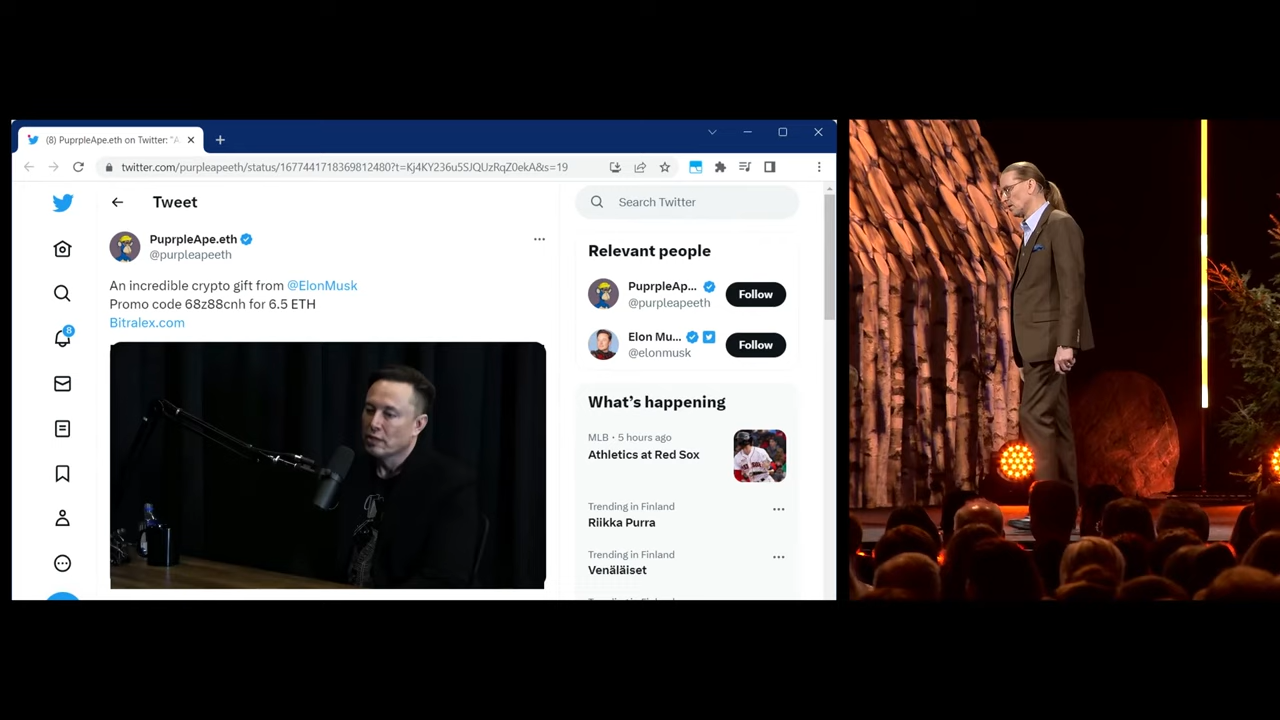 (8) PuprpleApe.eth on Twitter: "A
twitter.com/purpleapeeth/status/1677441718369812480?t=Kj4KY236u5SJQUzRqZ0ekA&s=19
Tweet
PuprpleApe.eth
@purpleapeeth
An incredible crypto gift from @ElonMusk
Promo code 68z88cnh for 6.5 ETH
Bitralex.com
8
Search Twitter
Relevant people
PuprpleAp...
@purpleapeeth
Follow
Elon Mu...
@elonmusk
Follow
What's happening
MLB · 5 hours ago
Athletics at Red Sox
Trending in Finland
Riikka Purra
Trending in Finland
Venäläiset